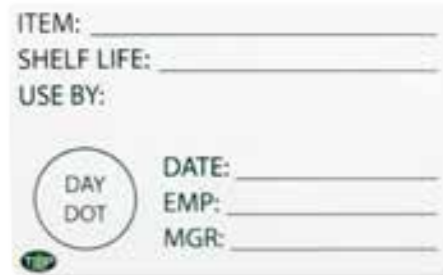 ITEM:
SHELF LIFE:
USE BY:
DAY
DOT
DATE:
EMP:
MGR: